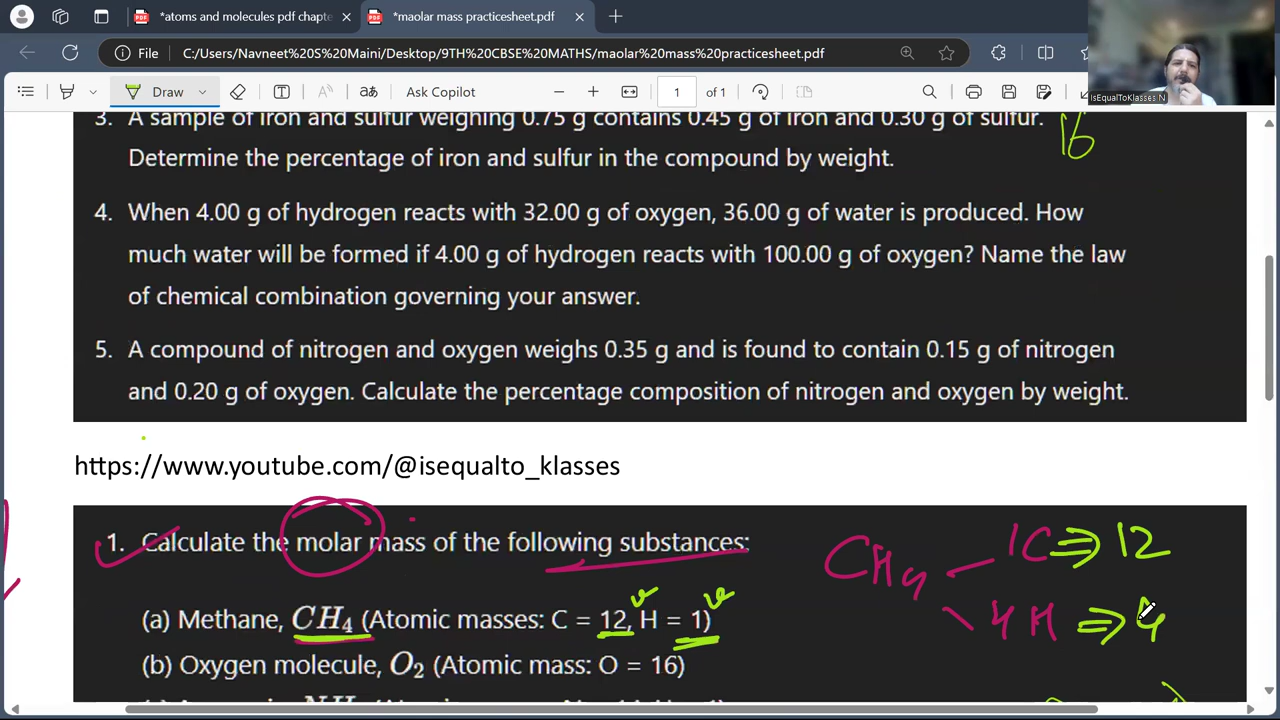 *atoms and molecules pdf chapte
*maolar mass practicesheet.pdf
File
C:/Users/Navneet%20S%20Maini/Desktop/9TH%20CBSE%20MATHS/maolar%20mass%20practicesheet.pdf
Draw
aあ
Ask Copilot
1
of 1
IsEqualToKlasses N
3. A sample of iron and sulfur weighing 0.75 g contains 0.45 g of iron and 0.30 g of sulfur.
16
Determine the percentage of iron and sulfur in the compound by weight.
4. When 4.00 g of hydrogen reacts with 32.00 g of oxygen, 36.00 g of water is produced. How
much water will be formed if 4.00 g of hydrogen reacts with 100.00 g of oxygen? Name the law
of chemical combination governing your answer.
5. A compound of nitrogen and oxygen weighs 0.35 g and is found to contain 0.15 g of nitrogen
and 0.20 g of oxygen. Calculate the percentage composition of nitrogen and oxygen by weight.
https://www.youtube.com/@isequalto_klasses
1. Calculate the molar mass of the following substances:
CH4
1C ⇒ 12
4H ⇒ 4
(a) Methane, CH₄ (Atomic masses: C = 12, H = 1)
(b) Oxygen molecule, O₂ (Atomic mass: O = 16)